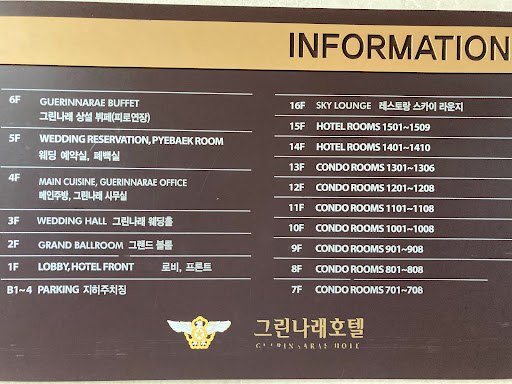 INFORMATION
6F GUERINNARAE BUFFET
그린나래 상설 뷔페(피로연장)
5F WEDDING RESERVATION, PYEBAEK ROOM
웨딩 예약실, 폐백실
4F MAIN CUISINE, GUERINNARAE OFFICE
메인주방, 그린나래 사무실
3F WEDDING HALL 그린나래 웨딩홀
2F GRAND BALLROOM 그랜드 볼룸
1F LOBBY, HOTEL FRONT 로비, 프론트
B1~4 PARKING 지하주차장
16F SKY LOUNGE 레스토랑 스카이 라운지
15F HOTEL ROOMS 1501~1509
14F HOTEL ROOMS 1401~1410
13F CONDO ROOMS 1301~1306
12F CONDO ROOMS 1201~1208
11F CONDO ROOMS 1101~1108
10F CONDO ROOMS 1001~1008
9F CONDO ROOMS 901~908
8F CONDO ROOMS 801~808
7F CONDO ROOMS 701~708
그린나래호텔
GUERINNARAE HOTEL